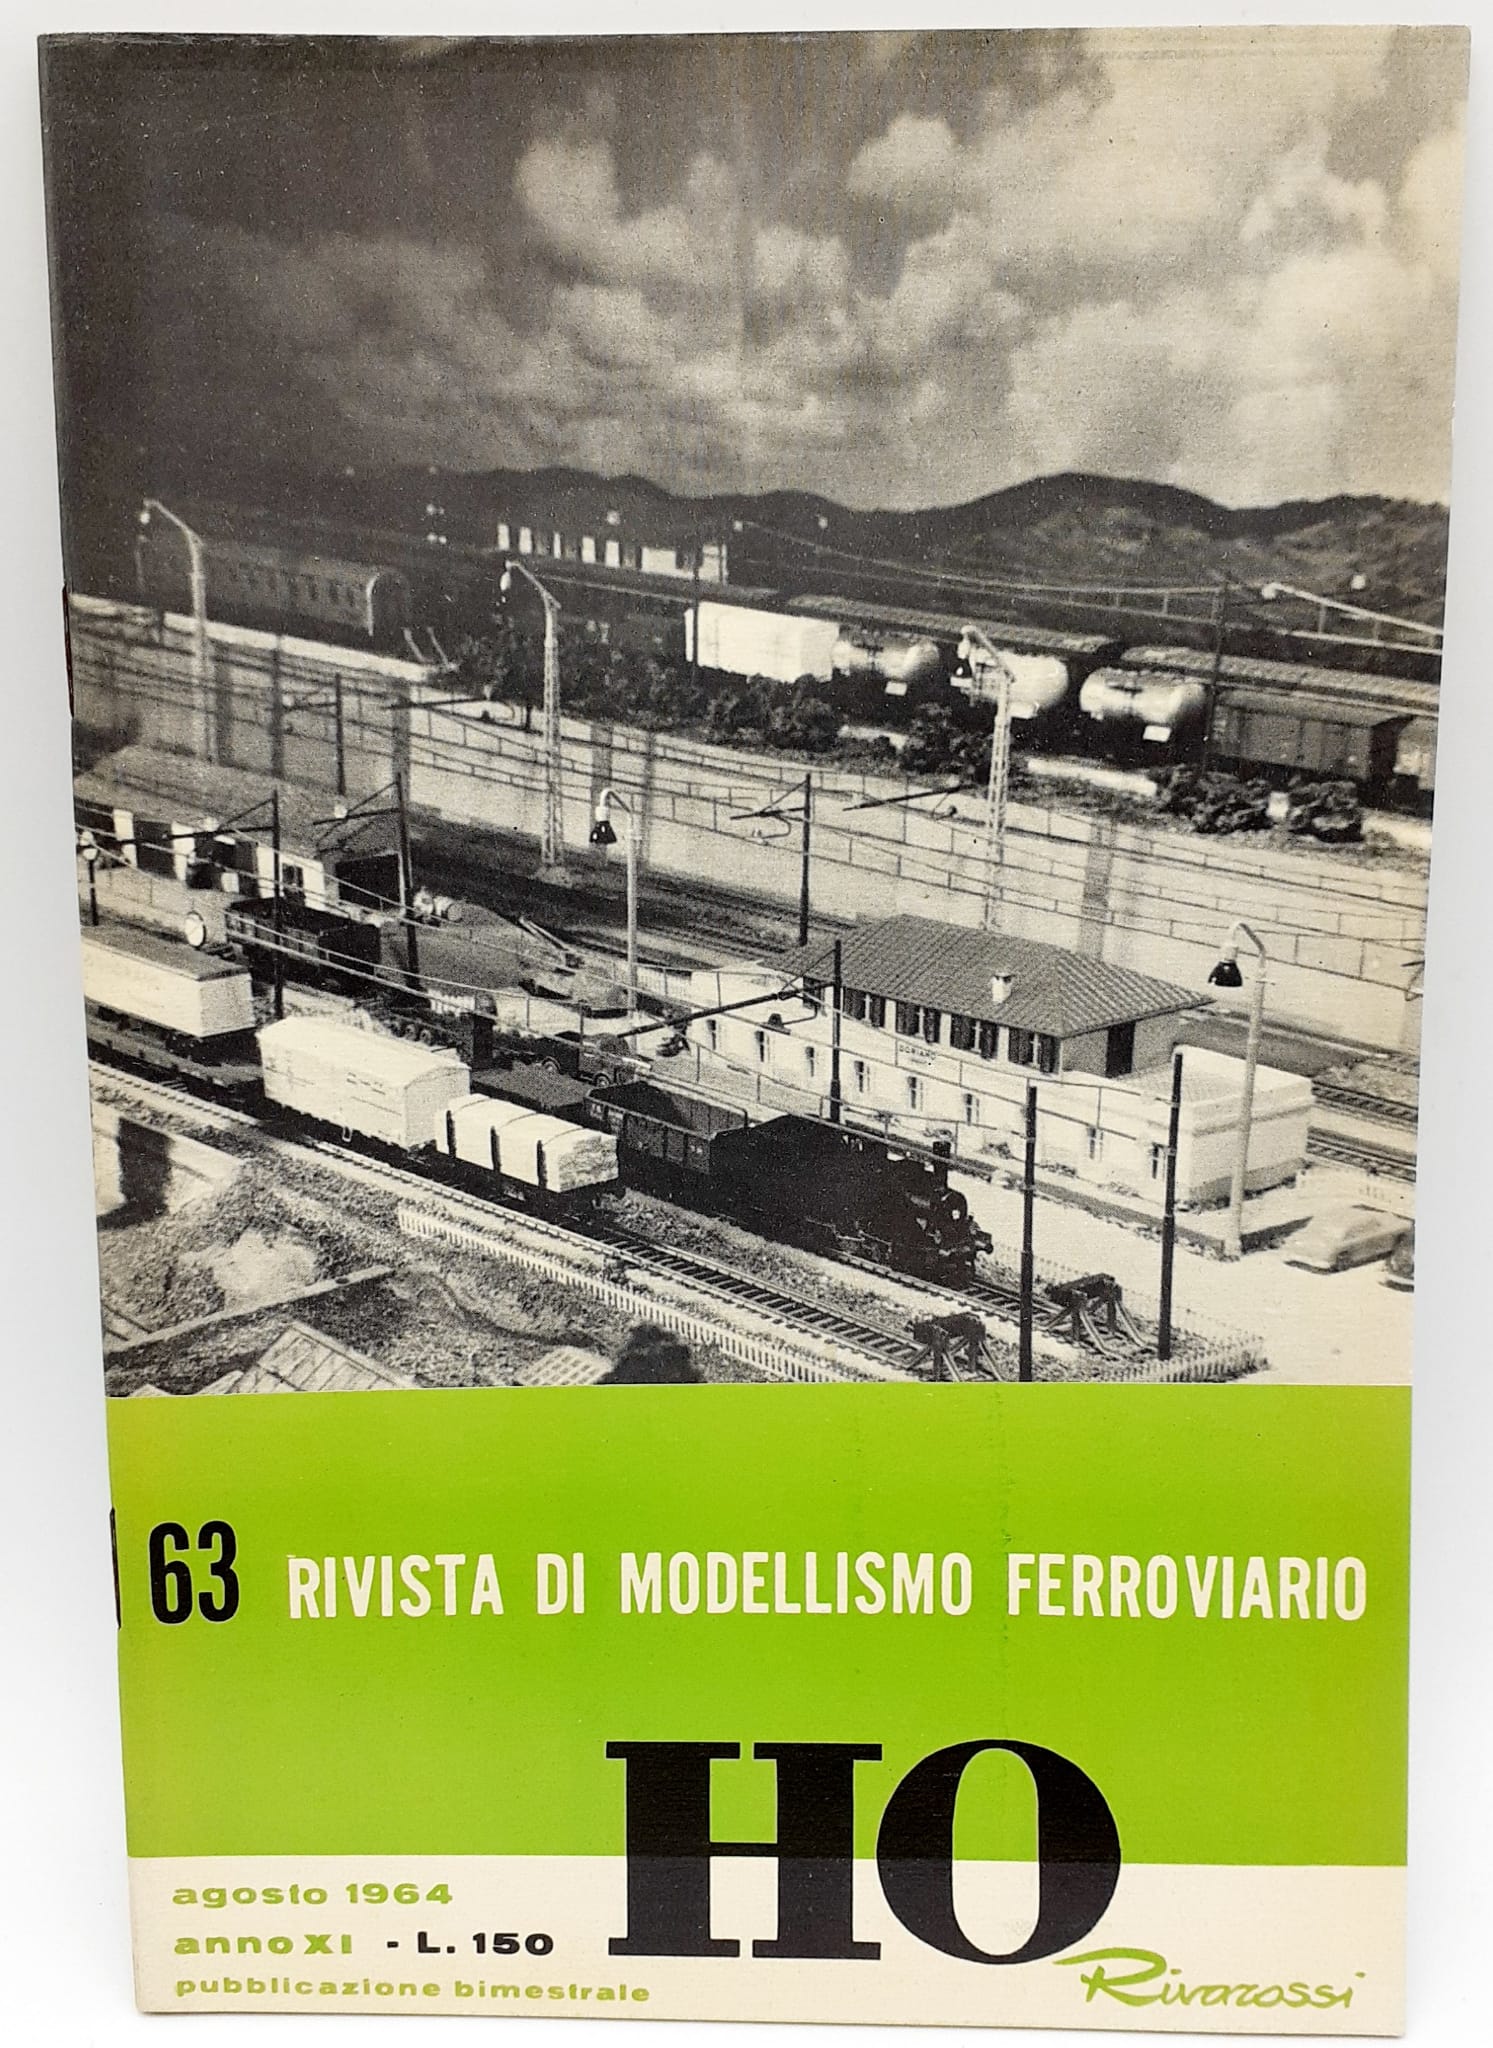 63 RIVISTA DI MODELLISMO FERROVIARIO
HO
agosto 1964
anno XI - L. 150
pubblicazione bimestrale
Rivarossi